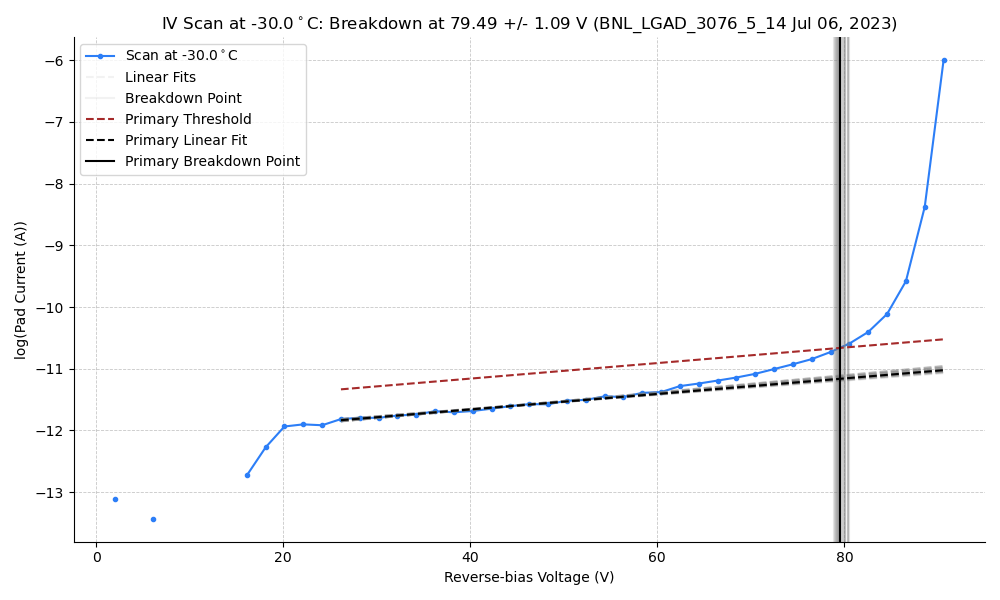 IV Scan at -30.0°C: Breakdown at 79.49 +/- 1.09 V (BNL_LGAD_3076_5_14 Jul 06, 2023)
Scan at -30.0°C
Linear Fits
Breakdown Point
Primary Threshold
Primary Linear Fit
Primary Breakdown Point
−6
−7
−8
−9
−10
−11
−12
−13
log(Pad Current (A))
0
20
40
60
80
Reverse-bias Voltage (V)